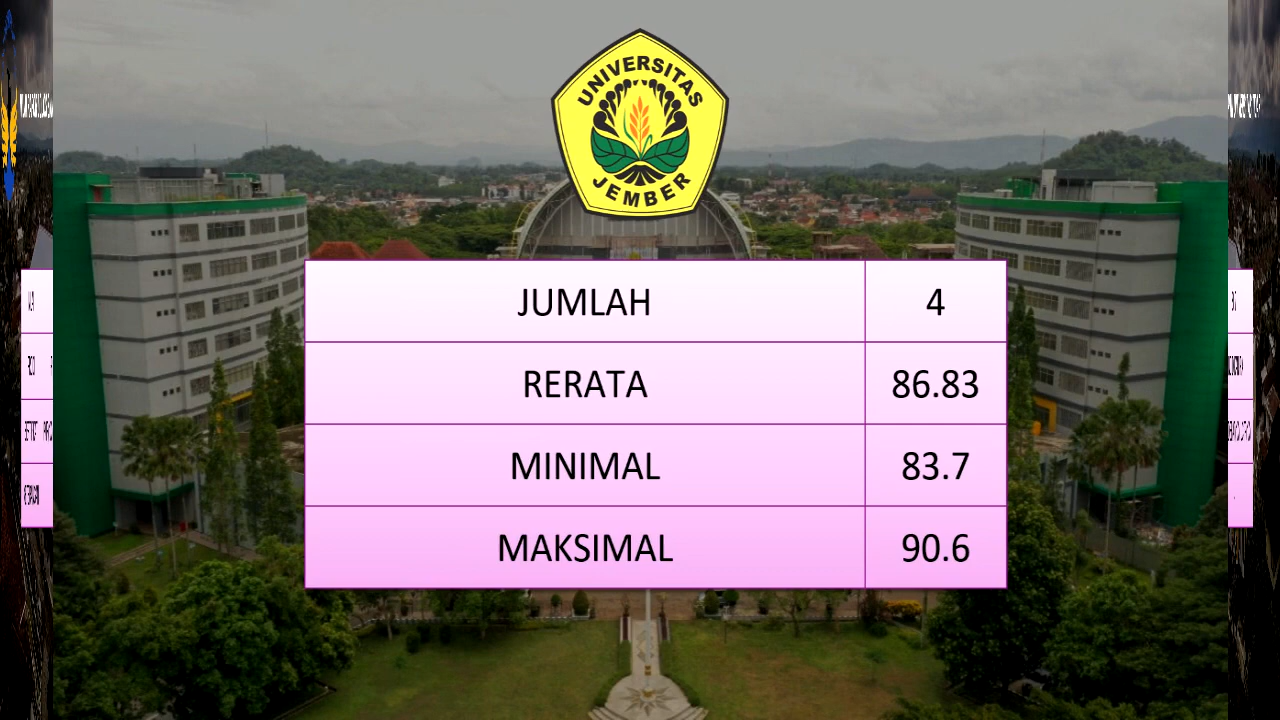 UNIVERSITAS
JEMBER
JUMLAH 4
RERATA 86.83
MINIMAL 83.7
MAKSIMAL 90.6